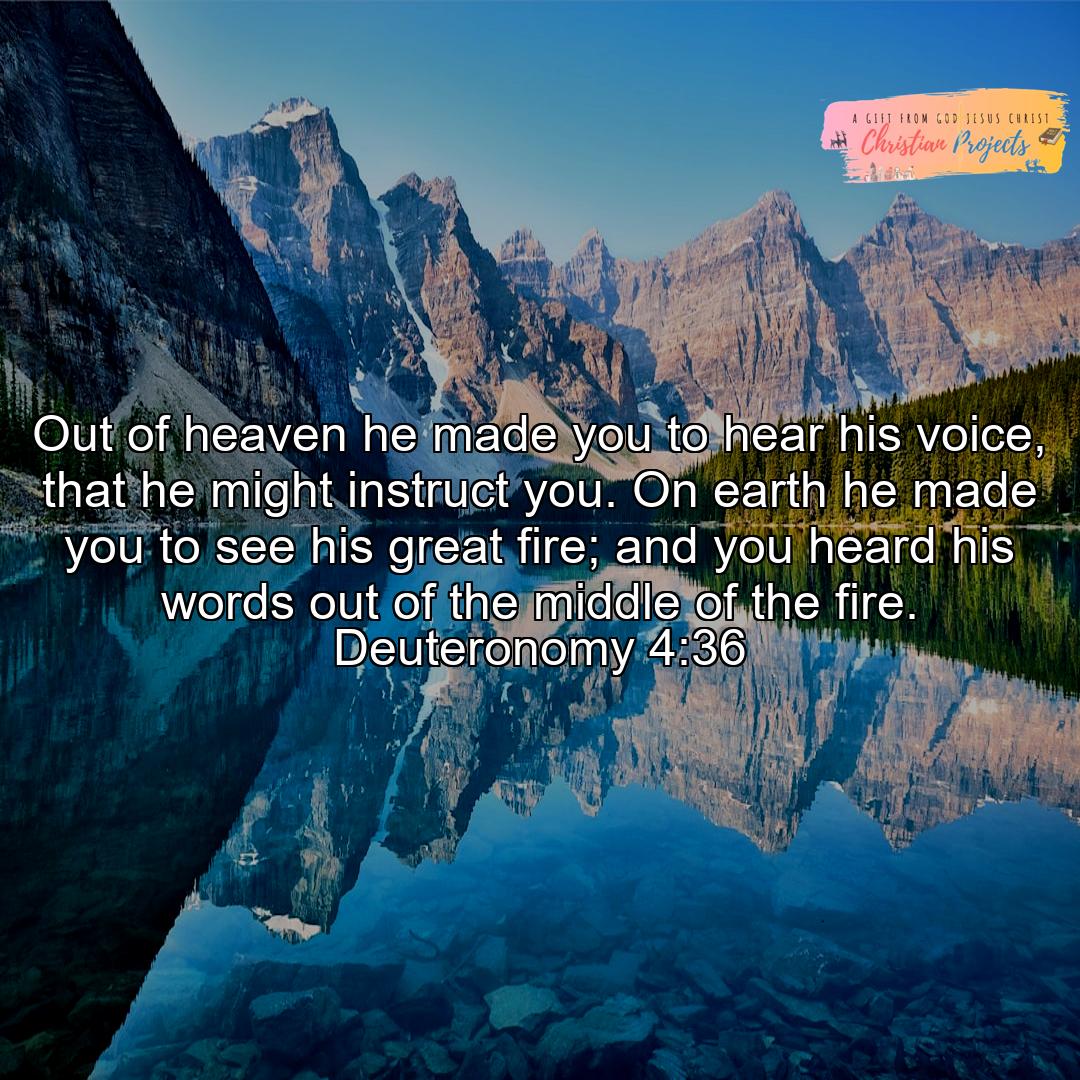 A GIFT FROM GOD JESUS CHRIST
Christian Projects
Out of heaven he made you to hear his voice,
that he might instruct you. On earth he made
you to see his great fire; and you heard his
words out of the middle of the fire.
Deuteronomy 4:36